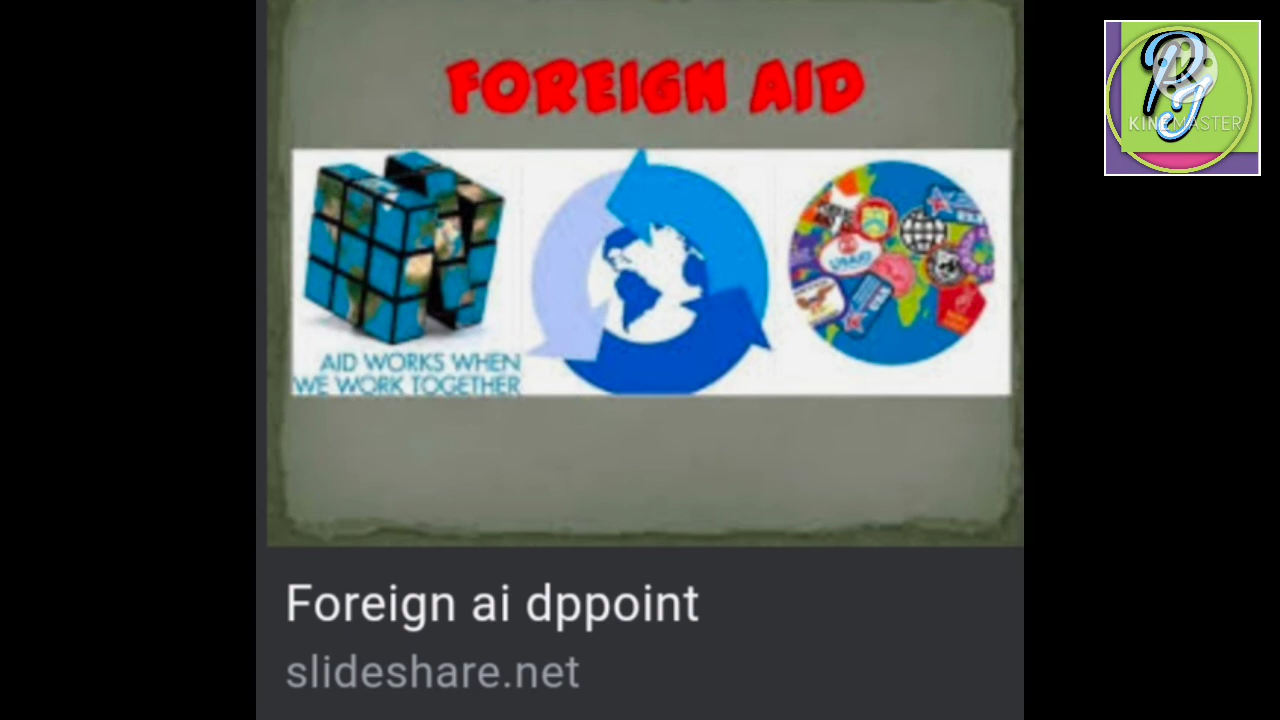 FOREIGN AID
AID WORKS WHEN
WE WORK TOGETHER
USAID
KINEMASTER
Foreign ai dppoint
slideshare.net